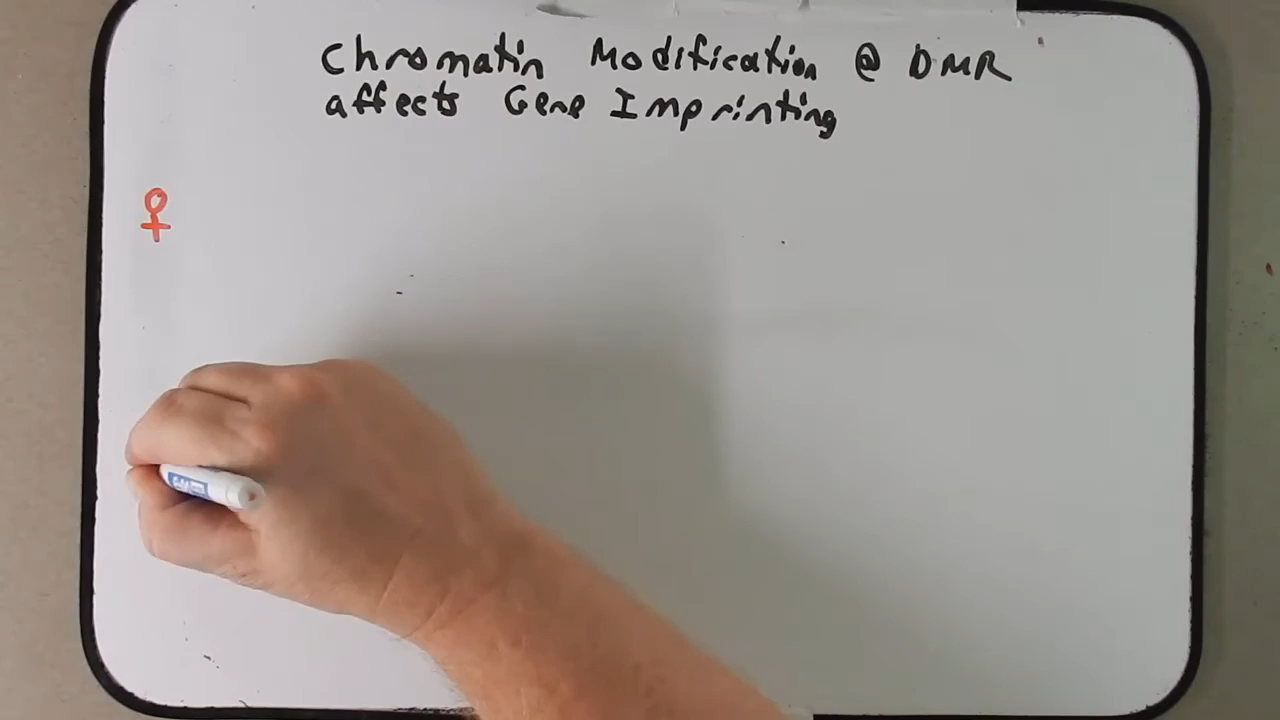 Chromatin Modification @ DMR
affects Gene Imprinting
♀